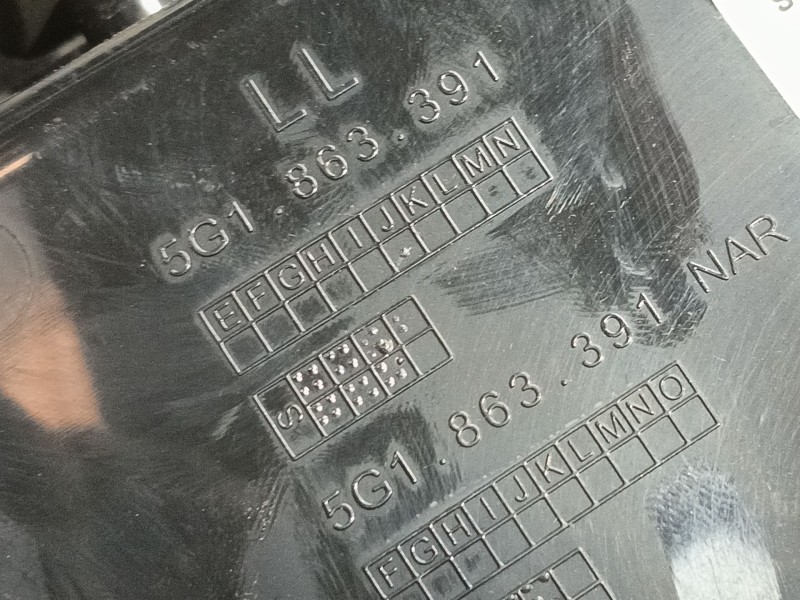 LL
5G1.863.391
E F G H I J K L M N
S
5G1.863.391 NAR
F G H I J K L M N O